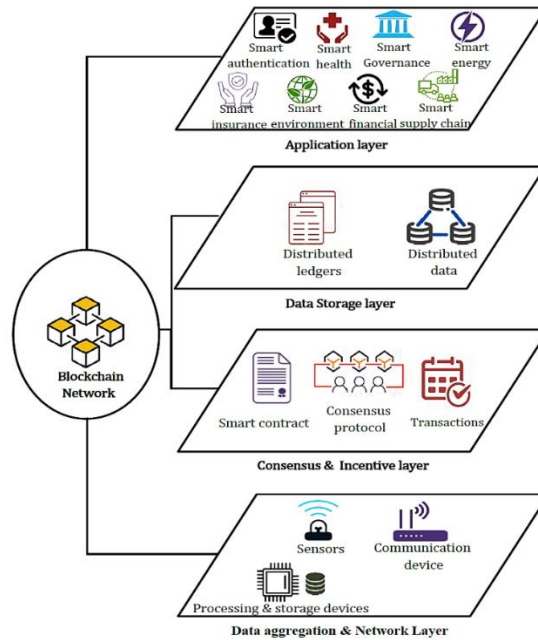 Smart Smart Smart Smart
authentication health Governance energy
Smart Smart Smart Smart
insurance environment financial supply chain
Application layer
Distributed Distributed
ledgers data
Data Storage layer
Blockchain
Network
Smart contract Consensus Transactions
protocol
Consensus & Incentive layer
Sensors Communication
device
Processing & storage devices
Data aggregation & Network Layer